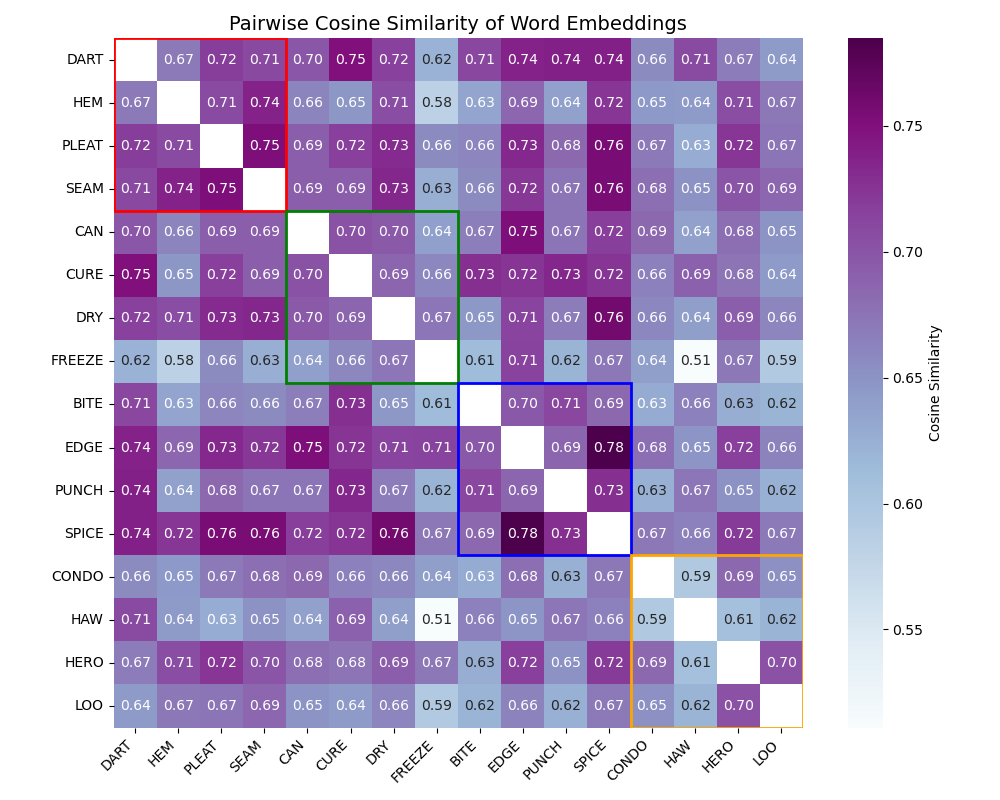 Pairwise Cosine Similarity of Word Embeddings
DART 0.67 0.72 0.71 0.70 0.75 0.72 0.62 0.71 0.74 0.74 0.74 0.66 0.71 0.67 0.64
HEM 0.67 0.71 0.74 0.66 0.65 0.71 0.58 0.63 0.69 0.64 0.72 0.65 0.64 0.71 0.67
PLEAT 0.72 0.71 0.75 0.69 0.72 0.73 0.66 0.66 0.73 0.68 0.76 0.67 0.63 0.72 0.67
SEAM 0.71 0.74 0.75 0.69 0.69 0.73 0.63 0.66 0.72 0.67 0.76 0.68 0.65 0.70 0.69
CAN 0.70 0.66 0.69 0.69 0.70 0.70 0.64 0.67 0.75 0.67 0.72 0.69 0.64 0.68 0.65
CURE 0.75 0.65 0.72 0.69 0.70 0.69 0.66 0.73 0.72 0.73 0.72 0.66 0.69 0.68 0.64
DRY 0.72 0.71 0.73 0.73 0.70 0.69 0.67 0.65 0.71 0.67 0.76 0.66 0.64 0.69 0.66
FREEZE 0.62 0.58 0.66 0.63 0.64 0.66 0.67 0.61 0.71 0.62 0.67 0.64 0.51 0.67 0.59
BITE 0.71 0.63 0.66 0.66 0.67 0.73 0.65 0.61 0.70 0.71 0.69 0.63 0.66 0.63 0.62
EDGE 0.74 0.69 0.73 0.72 0.75 0.72 0.71 0.71 0.70 0.69 0.78 0.68 0.65 0.72 0.66
PUNCH 0.74 0.64 0.68 0.67 0.67 0.73 0.67 0.62 0.71 0.69 0.73 0.63 0.67 0.65 0.62
SPICE 0.74 0.72 0.76 0.76 0.72 0.72 0.76 0.67 0.69 0.78 0.73 0.67 0.66 0.72 0.67
CONDO 0.66 0.65 0.67 0.68 0.69 0.66 0.66 0.64 0.63 0.68 0.63 0.67 0.59 0.69 0.65
HAW 0.71 0.64 0.63 0.65 0.64 0.69 0.64 0.51 0.66 0.65 0.67 0.66 0.59 0.61 0.62
HERO 0.67 0.71 0.72 0.70 0.68 0.68 0.69 0.67 0.63 0.72 0.65 0.72 0.69 0.61 0.70
LOO 0.64 0.67 0.67 0.69 0.65 0.64 0.66 0.59 0.62 0.66 0.62 0.67 0.65 0.62 0.70
DART HEM PLEAT SEAM CAN CURE DRY FREEZE BITE EDGE PUNCH SPICE CONDO HAW HERO LOO
0.75
0.70
0.65
0.60
0.55
Cosine Similarity